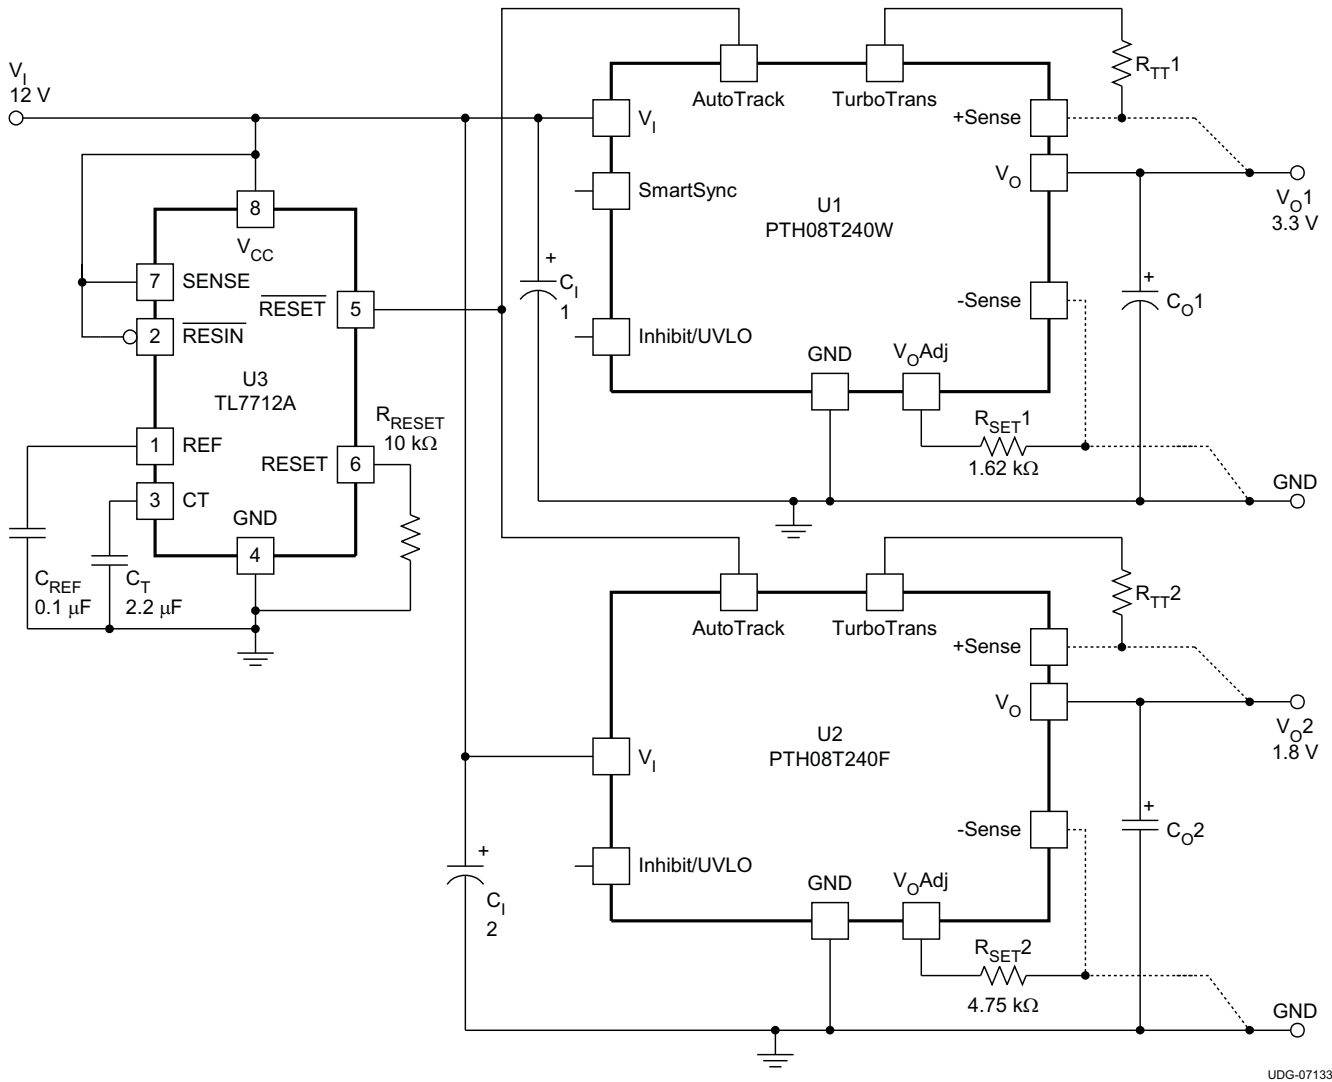 V_I
12 V
8
V_CC
7 SENSE
2 RESIN
RESET 5
U3
TL7712A
1 REF
3 CT
RESET 6
GND
4
R_RESET
10 kΩ
C_REF
0.1 μF
C_T
2.2 μF
AutoTrack
TurboTrans
R_TT1
V_I
+Sense
SmartSync
V_O
U1
PTH08T240W
V_O1
3.3 V
+
C_I
1
-Sense
+
C_O1
Inhibit/UVLO
GND
V_OAdj
R_SET1
1.62 kΩ
GND
AutoTrack
TurboTrans
R_TT2
+Sense
V_O
U2
PTH08T240F
V_I
V_O2
1.8 V
-Sense
+
C_O2
+
C_I
2
Inhibit/UVLO
GND
V_OAdj
R_SET2
4.75 kΩ
GND
UDG-07133